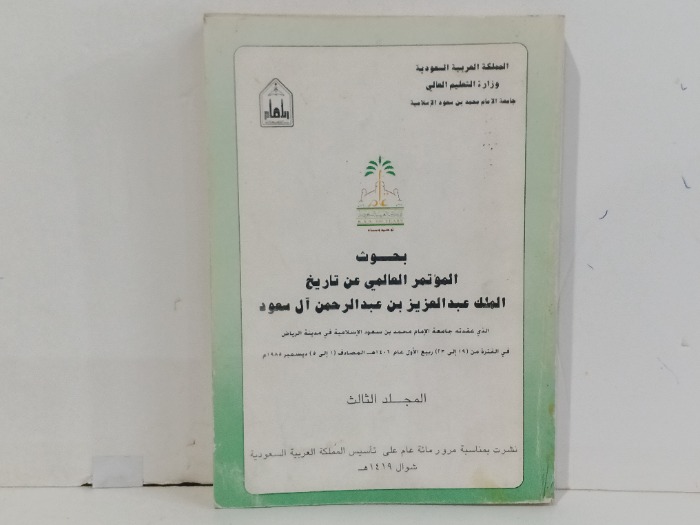 المملكة العربية السعودية
وزارة التعليم العالي
جامعة الإمام محمد بن سعود الإسلامية
بحوث
المؤتمر العالمي عن تاريخ
الملك عبدالعزيز بن عبدالرحمن آل سعود
الذي عقدته جامعة الإمام محمد بن سعود الإسلامية في مدينة الرياض
في الفترة من (١٩ إلى ٢٣) ربيع الأول عام ١٤٠٦هـ المصادف (١ إلى ٥) ديسمبر ١٩٨٥م
المجلد الثالث
نشرت بمناسبة مرور مائة عام على تأسيس المملكة العربية السعودية
شوال ١٤١٩هـ